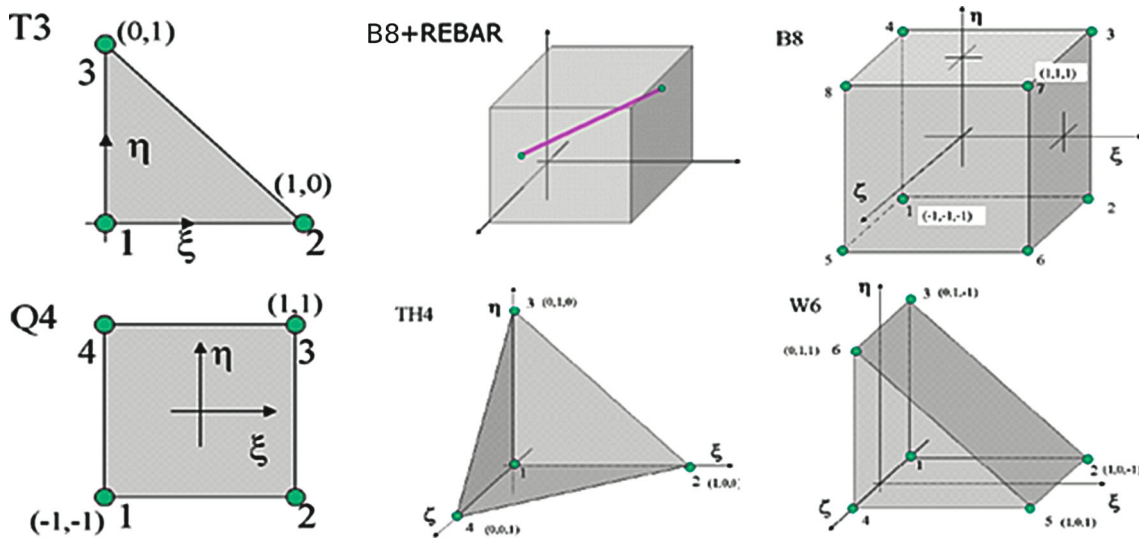 T3
(0,1)
3
η
(1,0)
1
ξ
2
B8+REBAR
B8
η
4
3
8
(1,1,1)
7
ξ
ζ
1
(-1,-1,-1)
2
5
6
Q4
(1,1)
4
3
η
ξ
(-1,-1)
1
2
TH4
η
3 (0,1,0)
ξ
1
2
(1,0,0)
ζ
4 (0,0,1)
W6
η
3 (0,1,-1)
6
(0,1,1)
1
2 (1,0,-1)
ζ
ξ
4
5 (1,0,1)